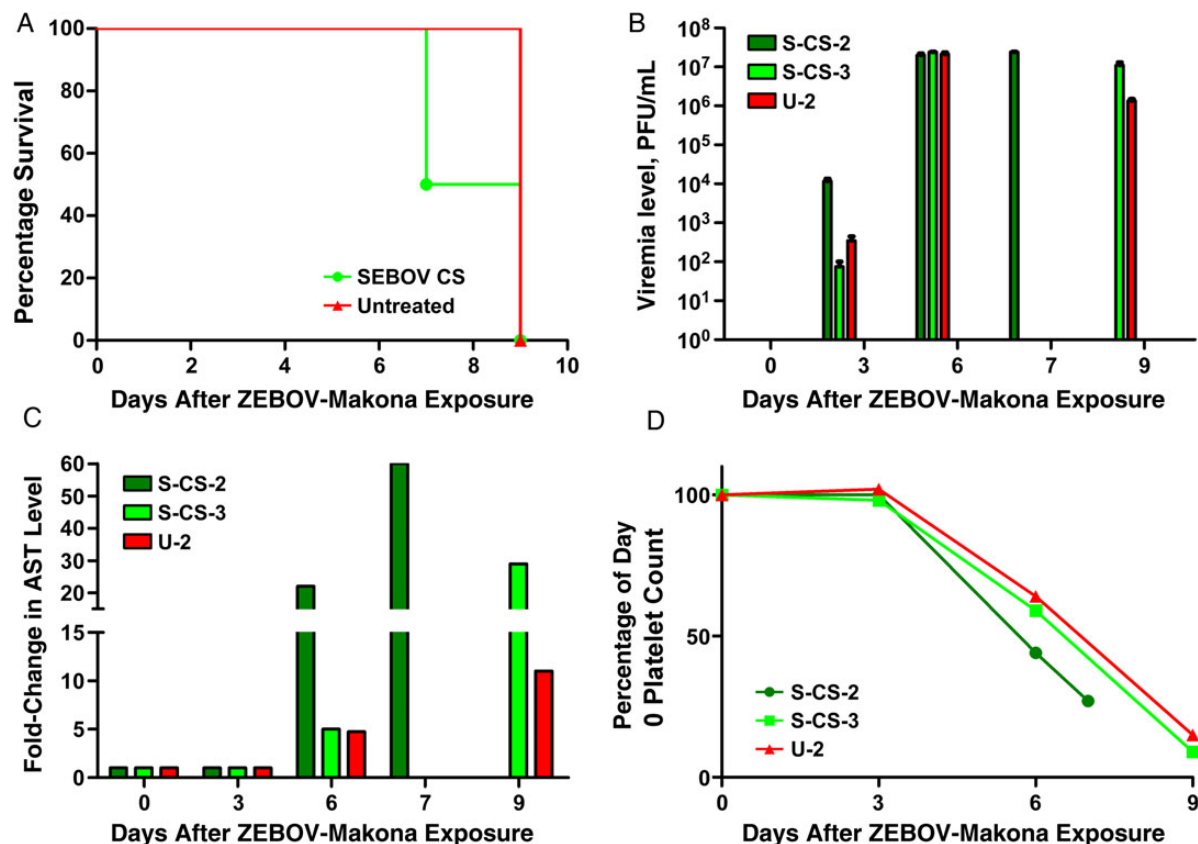 A
Percentage Survival
100
80
60
40
20
0
SEBOV CS
Untreated
0 2 4 6 8 10
Days After ZEBOV-Makona Exposure
B
Viremia level, PFU/mL
10⁸
10⁷
10⁶
10⁵
10⁴
10³
10²
10¹
10⁰
S-CS-2
S-CS-3
U-2
0 3 6 7 9
Days After ZEBOV-Makona Exposure
C
Fold-Change in AST Level
60
50
40
30
20
15
10
5
0
S-CS-2
S-CS-3
U-2
0 3 6 7 9
Days After ZEBOV-Makona Exposure
D
Percentage of Day
0 Platelet Count
100
50
0
S-CS-2
S-CS-3
U-2
0 3 6 9
Days After ZEBOV-Makona Exposure